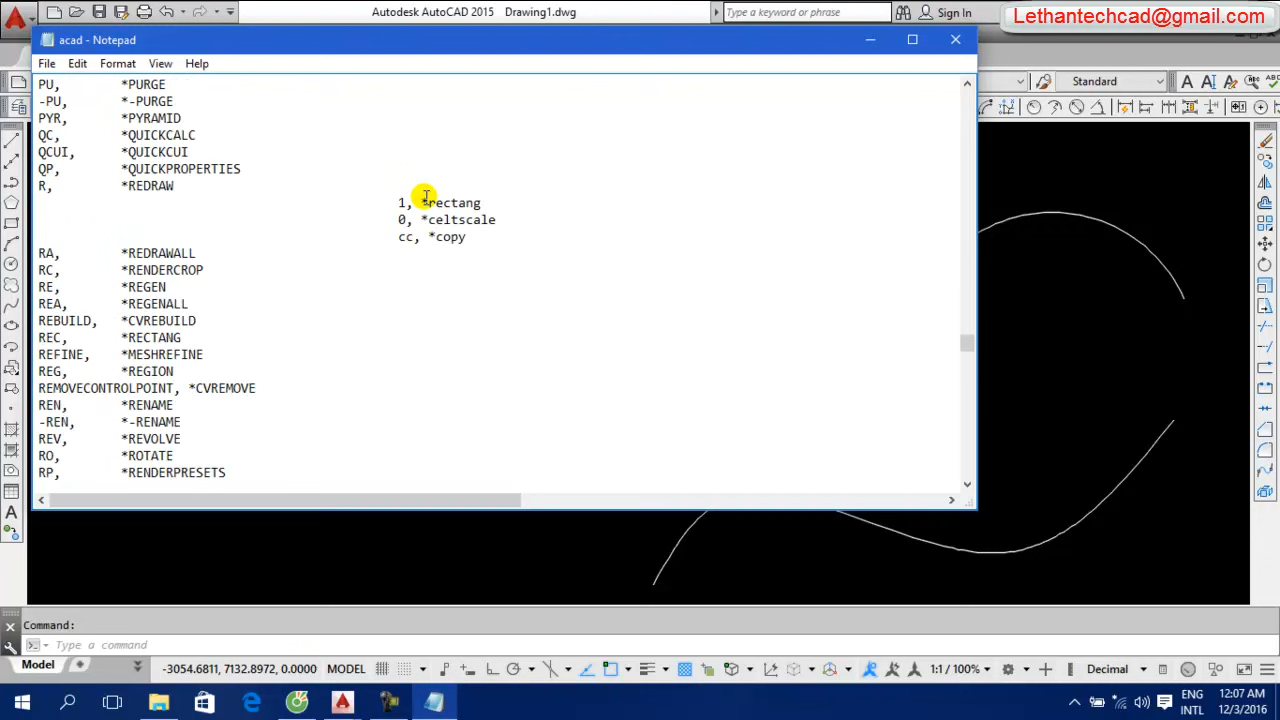 Autodesk AutoCAD 2015 Drawing1.dwg
Type a keyword or phrase
Sign In
Lethantechcad@gmail.com
acad - Notepad
File Edit Format View Help
Standard
PU, *PURGE
-PU, *-PURGE
PYR, *PYRAMID
QC, *QUICKCALC
QCUI, *QUICKCUI
QP, *QUICKPROPERTIES
R, *REDRAW
1, *rectang
0, *celtscale
cc, *copy
RA, *REDRAWALL
RC, *RENDERCROP
RE, *REGEN
REA, *REGENALL
REBUILD, *CVREBUILD
REC, *RECTANG
REFINE, *MESHREFINE
REG, *REGION
REMOVECONTROLPOINT, *CVREMOVE
REN, *RENAME
-REN, *-RENAME
REV, *REVOLVE
RO, *ROTATE
RP, *RENDERPRESETS
Command:
Type a command
Model
-3054.6811, 7132.8972, 0.0000 MODEL
1:1 / 100%
Decimal
ENG 12:07 AM
INTL 12/3/2016